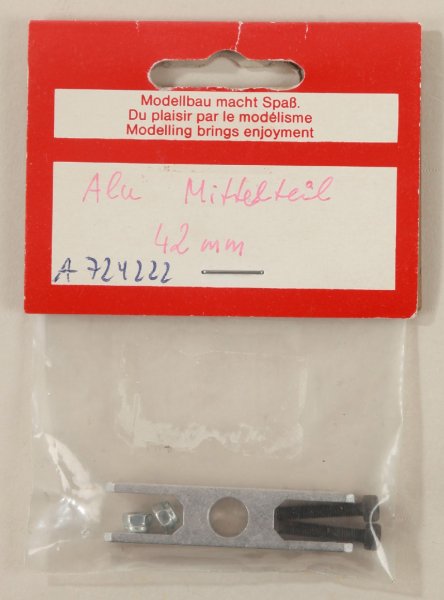 Modellbau macht Spaß.
Du plaisir par le modélisme
Modelling brings enjoyment
Alu Mittelteil
42 mm
A 724222